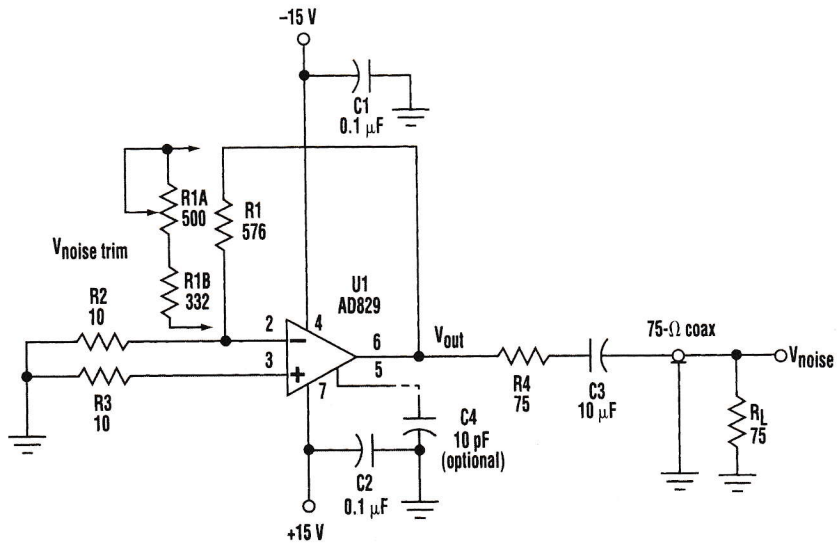 –15 V
C1
0.1 μF
R1A
500
R1
576
Vnoise trim
R1B
332
U1
AD829
R2
10
2
4
6
Vout
75-Ω coax
Vnoise
3
5
7
R3
10
R4
75
C3
10 μF
RL
75
C4
10 pF
(optional)
C2
0.1 μF
+15 V